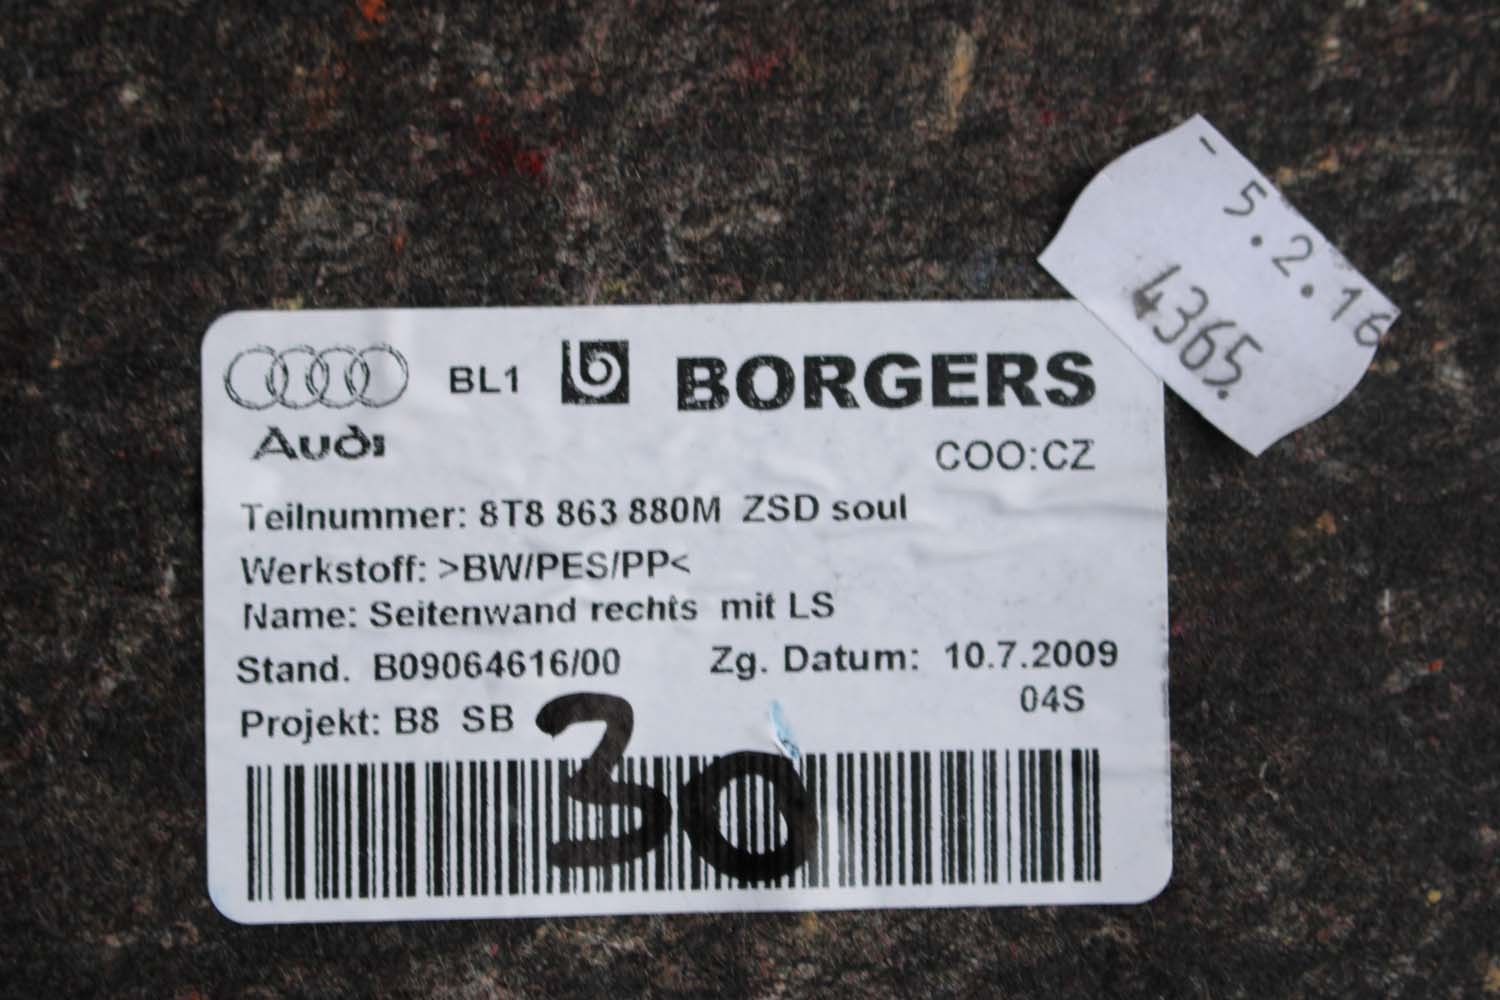 5.2.16
4365.
BL1 BORGERS
Audi
COO:CZ
Teilnummer: 8T8 863 880M ZSD soul
Werkstoff: >BW/PES/PP<
Name: Seitenwand rechts mit LS
Stand. B09064616/00 Zg. Datum: 10.7.2009
04S
Projekt: B8 SB
30